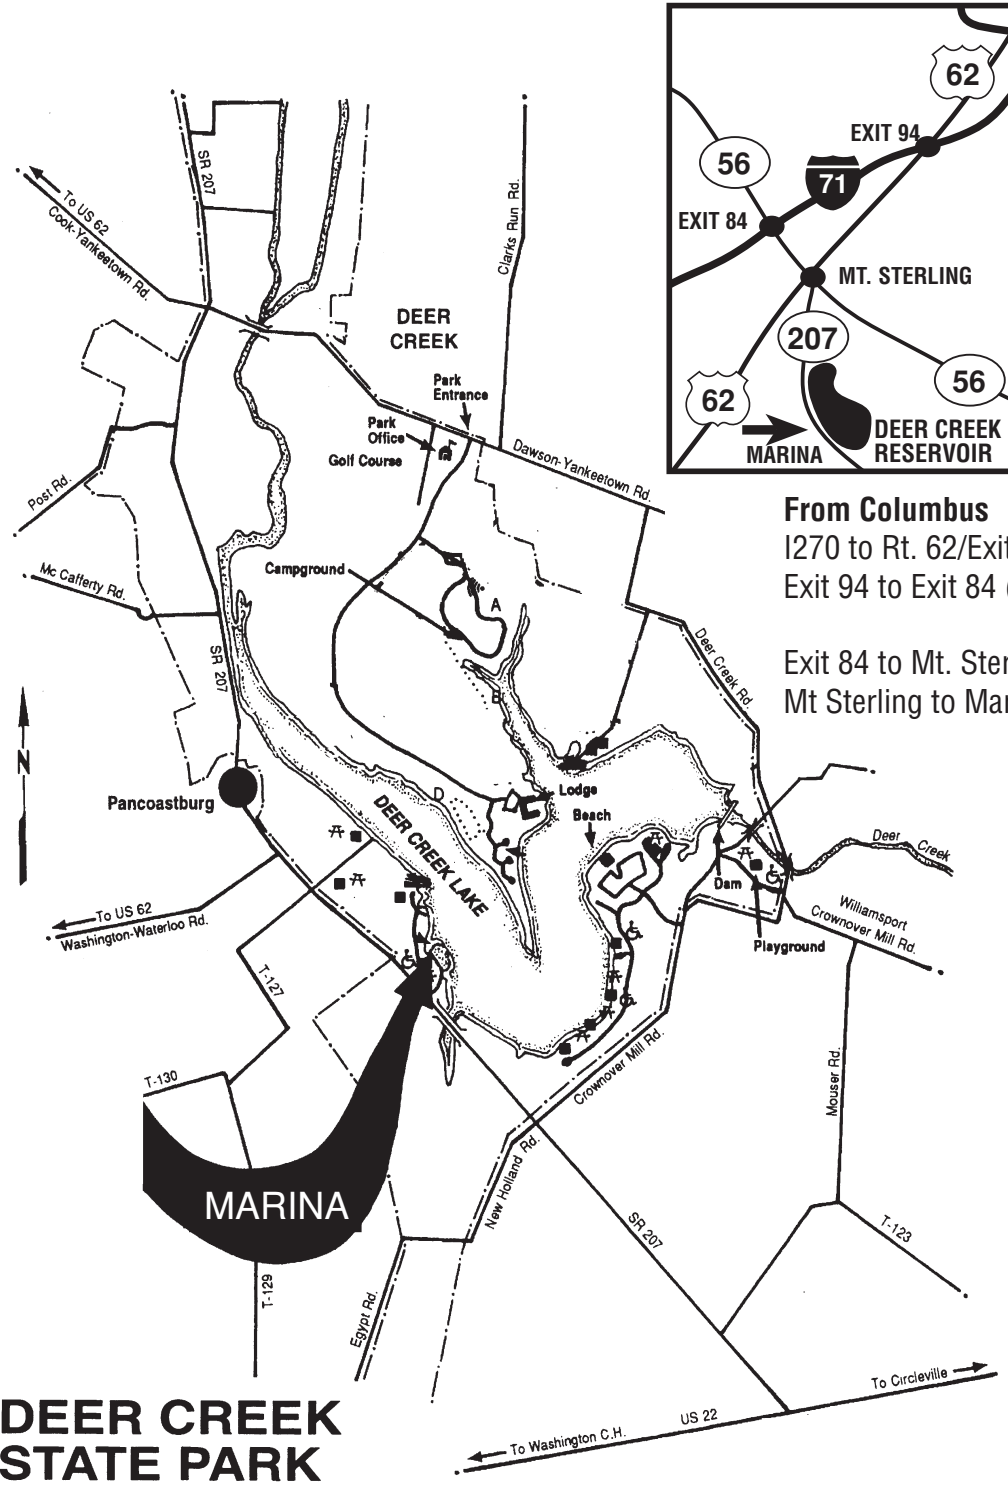 62
EXIT 94
56
71
EXIT 84
MT. STERLING
207
62
56
MARINA
DEER CREEK
RESERVOIR
From Columbus
I270 to Rt. 62/Exit
Exit 94 to Exit 84
Exit 84 to Mt. Ster
Mt Sterling to Mar
SR 207
To US 62
Cook-Yankeetown Rd.
Clarks Run Rd.
DEER
CREEK
Park
Entrance
Park
Office
Golf Course
Dawson-Yankeetown Rd.
Post Rd.
Mc Cafferty Rd.
Campground
A
B
SR 207
Deer Creek Rd.
N
Pancoastburg
D
DEER CREEK LAKE
Lodge
Beach
Dam
Deer
Creek
Playground
Williamsport
Crownover Mill Rd.
To US 62
Washington-Waterloo Rd.
T-127
T-130
Crownover Mill Rd.
Mouser Rd.
MARINA
New Holland Rd.
SR 207
T-123
T-129
Egypt Rd.
To Circleville
US 22
To Washington C.H.
DEER CREEK
STATE PARK